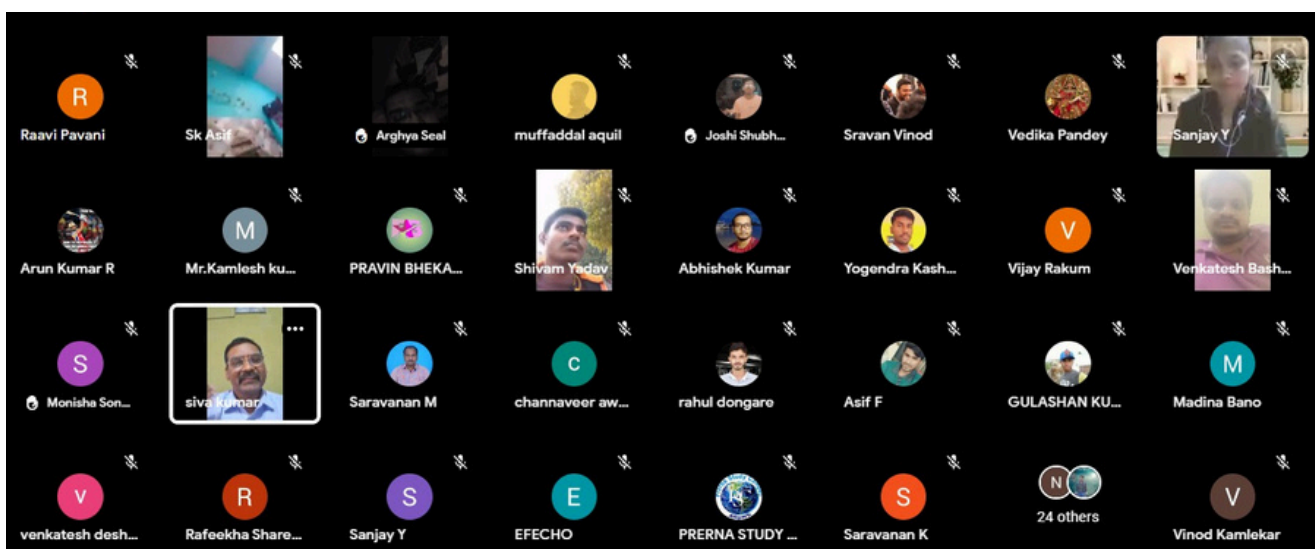 R
Raavi Pavani
Sk Asif
Arghya Seal
muffaddal aquil
Joshi Shubh...
Sravan Vinod
Vedika Pandey
Sanjay Y
Arun Kumar R
M
Mr.Kamlesh ku...
PRAVIN BHEKA...
Shivam Yadav
Abhishek Kumar
Yogendra Kash...
V
Vijay Rakum
Venkatesh Bash...
S
Monisha Son...
siva kumar
Saravanan M
c
channaveer aw...
rahul dongare
Asif F
GULASHAN KU...
M
Madina Bano
v
venkatesh desh...
R
Rafeekha Share...
S
Sanjay Y
E
EFECHO
PRERNA STUDY ...
S
Saravanan K
N
24 others
V
Vinod Kamlekar